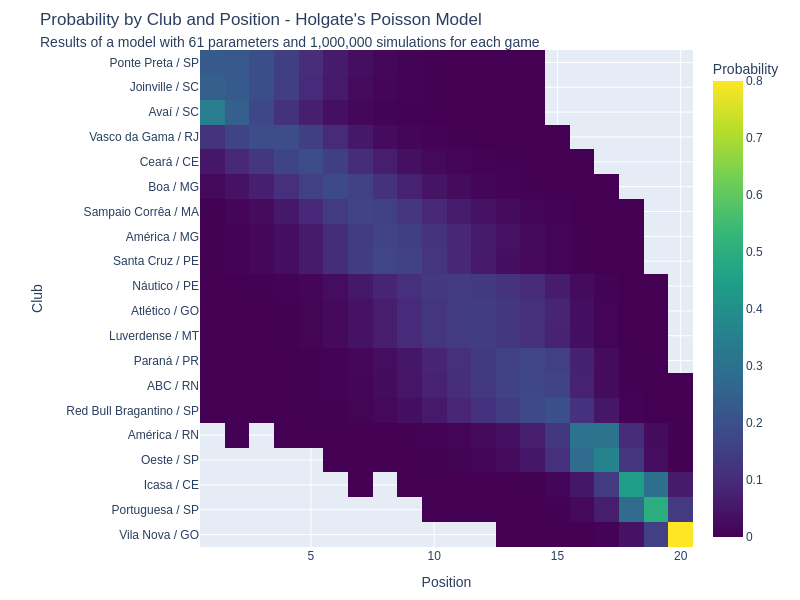 Probability by Club and Position - Holgate's Poisson Model
Results of a model with 61 parameters and 1,000,000 simulations for each game
Probability
Club
Ponte Preta / SP
Joinville / SC
Avaí / SC
Vasco da Gama / RJ
Ceará / CE
Boa / MG
Sampaio Corrêa / MA
América / MG
Santa Cruz / PE
Náutico / PE
Atlético / GO
Luverdense / MT
Paraná / PR
ABC / RN
Red Bull Bragantino / SP
América / RN
Oeste / SP
Icasa / CE
Portuguesa / SP
Vila Nova / GO
0.8
0.7
0.6
0.5
0.4
0.3
0.2
0.1
0
5 10 15 20
Position